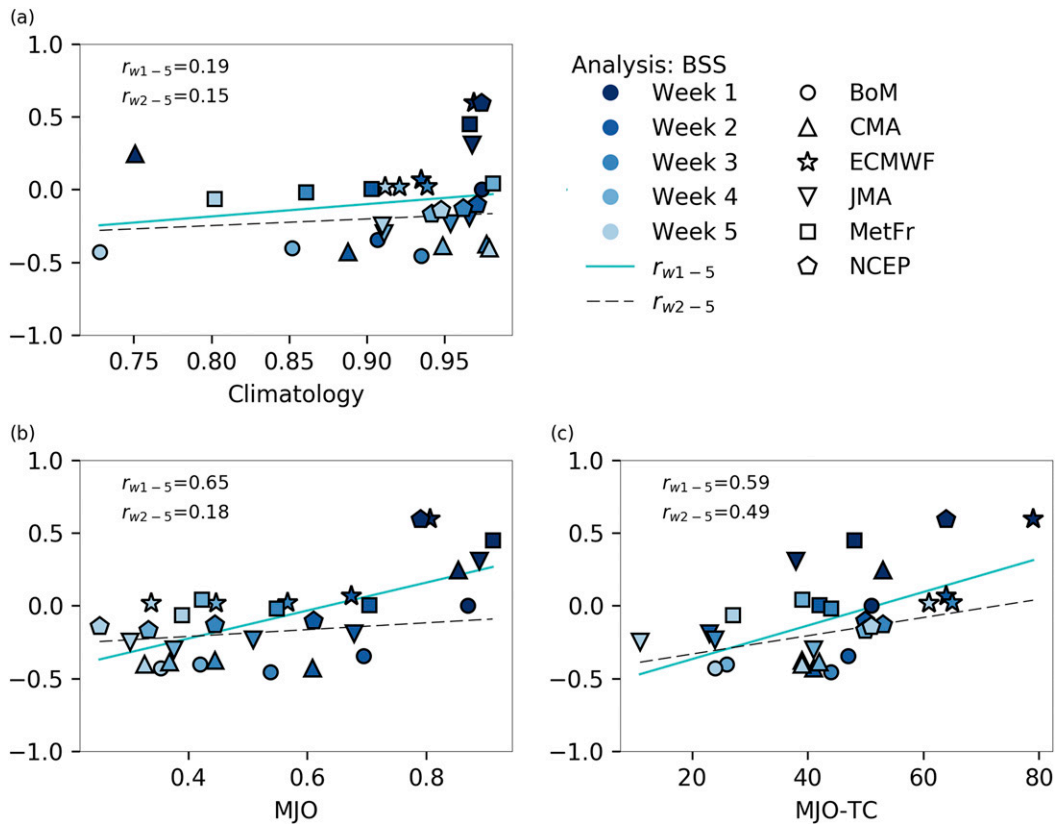 (a)
1.0
0.5
0.0
−0.5
−1.0
r_{w1−5}=0.19
r_{w2−5}=0.15
0.75 0.80 0.85 0.90 0.95
Climatology
Analysis: BSS
Week 1
Week 2
Week 3
Week 4
Week 5
r_{w1−5}
r_{w2−5}
BoM
CMA
ECMWF
JMA
MetFr
NCEP
(b)
1.0
0.5
0.0
−0.5
−1.0
r_{w1−5}=0.65
r_{w2−5}=0.18
0.4 0.6 0.8
MJO
(c)
1.0
0.5
0.0
−0.5
−1.0
r_{w1−5}=0.59
r_{w2−5}=0.49
20 40 60 80
MJO-TC